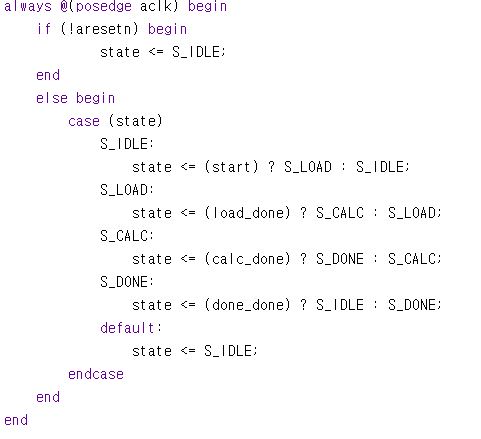 always @(posedge aclk) begin
    if (!aresetn) begin
            state <= S_IDLE;
    end
    else begin
        case (state)
            S_IDLE:
                state <= (start) ? S_LOAD : S_IDLE;
            S_LOAD:
                state <= (load_done) ? S_CALC : S_LOAD;
            S_CALC:
                state <= (calc_done) ? S_DONE : S_CALC;
            S_DONE:
                state <= (done_done) ? S_IDLE : S_DONE;
            default:
                state <= S_IDLE;
        endcase
    end
end